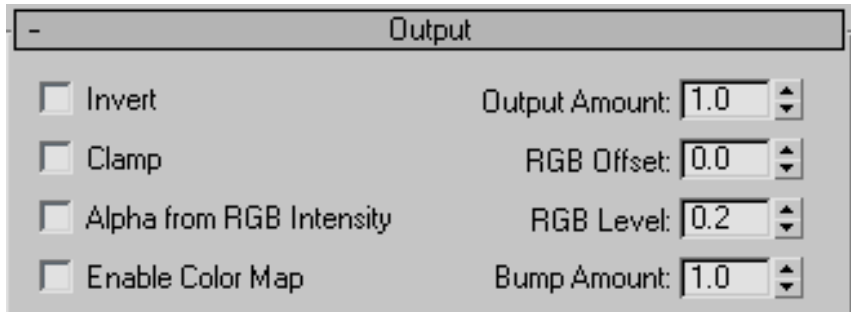 - Output
Invert Output Amount: 1.0
Clamp RGB Offset: 0.0
Alpha from RGB Intensity RGB Level: 0.2
Enable Color Map Bump Amount: 1.0